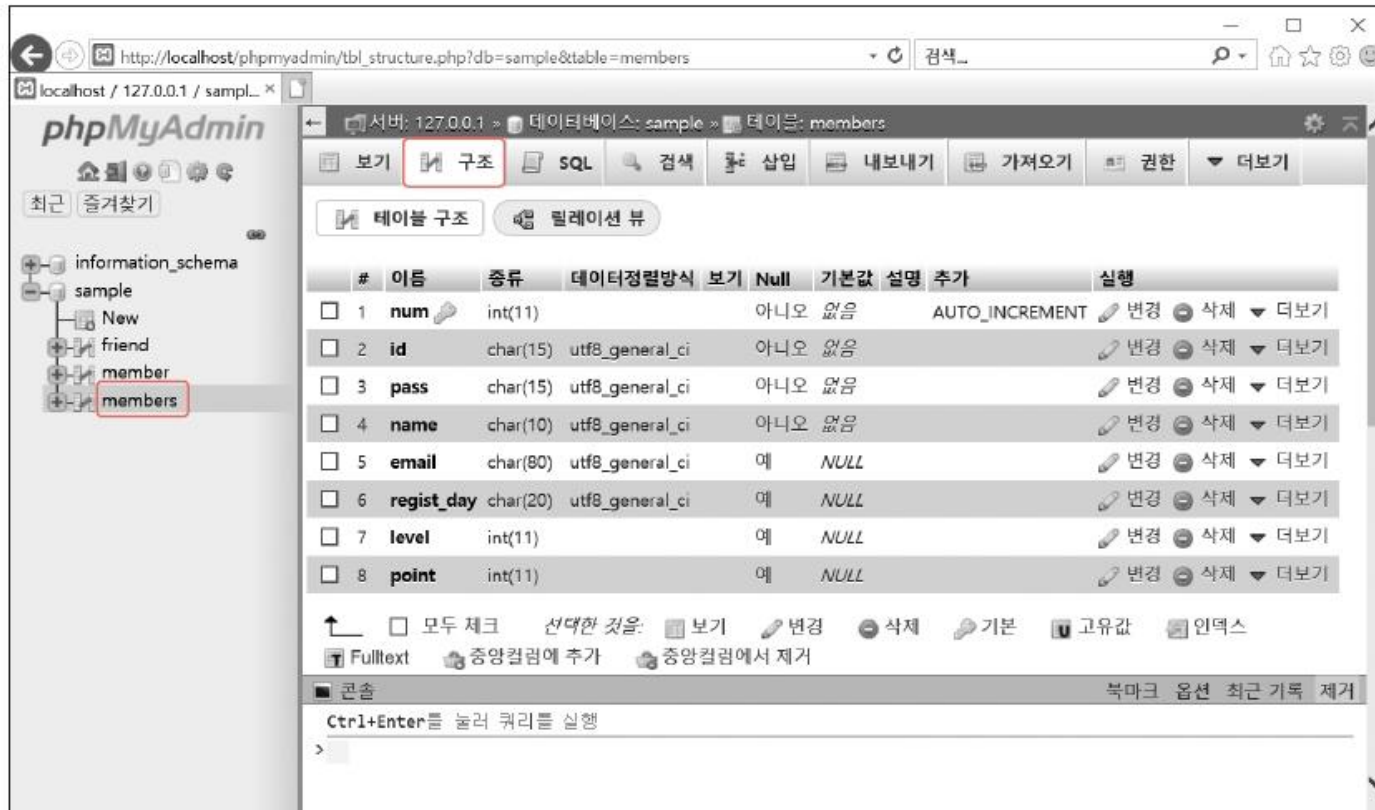 http://localhost/phpmyadmin/tbl_structure.php?db=sample&table=members 검색...
localhost / 127.0.0.1 / sampl...
phpMyAdmin
최근 즐겨찾기
information_schema
sample
New
friend
member
members
서버: 127.0.0.1 » 데이터베이스: sample » 테이블: members
보기 구조 SQL 검색 삽입 내보내기 가져오기 권한 더보기
테이블 구조 릴레이션 뷰
# 이름 종류 데이터정렬방식 보기 Null 기본값 설명 추가 실행
1 num int(11) 아니오 없음 AUTO_INCREMENT 변경 삭제 더보기
2 id char(15) utf8_general_ci 아니오 없음 변경 삭제 더보기
3 pass char(15) utf8_general_ci 아니오 없음 변경 삭제 더보기
4 name char(10) utf8_general_ci 아니오 없음 변경 삭제 더보기
5 email char(80) utf8_general_ci 예 NULL 변경 삭제 더보기
6 regist_day char(20) utf8_general_ci 예 NULL 변경 삭제 더보기
7 level int(11) 예 NULL 변경 삭제 더보기
8 point int(11) 예 NULL 변경 삭제 더보기
모두 체크 선택한 것을: 보기 변경 삭제 기본 고유값 인덱스
Fulltext 중앙컬럼에 추가 중앙컬럼에서 제거
콘솔 북마크 옵션 최근 기록 제거
Ctrl+Enter를 눌러 쿼리를 실행
>